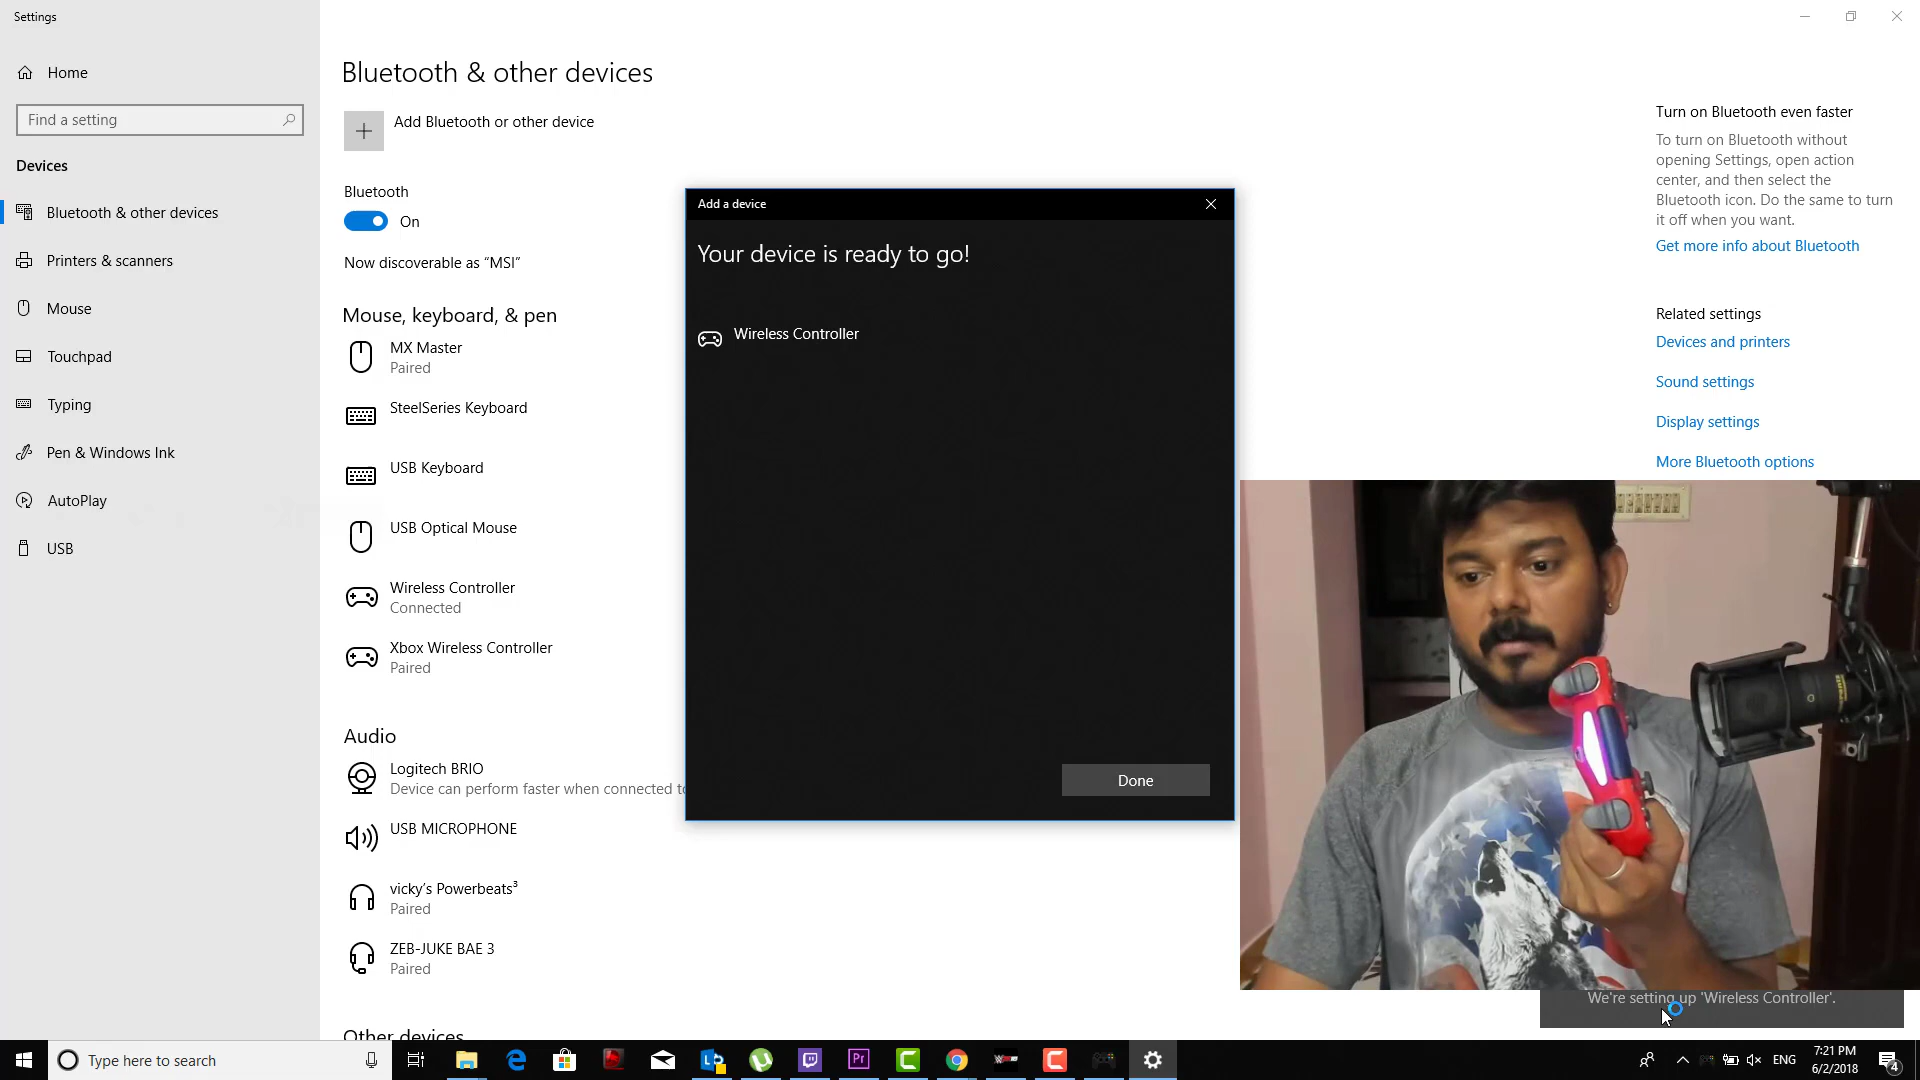 Settings
Home
Find a setting
Devices
Bluetooth & other devices
Printers & scanners
Mouse
Touchpad
Typing
Pen & Windows Ink
AutoPlay
USB
Bluetooth & other devices
Add Bluetooth or other device
Bluetooth
On
Now discoverable as “MSI”
Mouse, keyboard, & pen
MX Master
Paired
SteelSeries Keyboard
USB Keyboard
USB Optical Mouse
Wireless Controller
Connected
Xbox Wireless Controller
Paired
Audio
Logitech BRIO
Device can perform faster when connected to
USB MICROPHONE
vicky’s Powerbeats³
Paired
ZEB-JUKE BAE 3
Paired
Other devices
Add a device
Your device is ready to go!
Wireless Controller
Done
Turn on Bluetooth even faster
To turn on Bluetooth without
opening Settings, open action
center, and then select the
Bluetooth icon. Do the same to turn
it off when you want.
Get more info about Bluetooth
Related settings
Devices and printers
Sound settings
Display settings
More Bluetooth options
We're setting up 'Wireless Controller'.
Type here to search
Pr
ENG
7:21 PM
6/2/2018
4